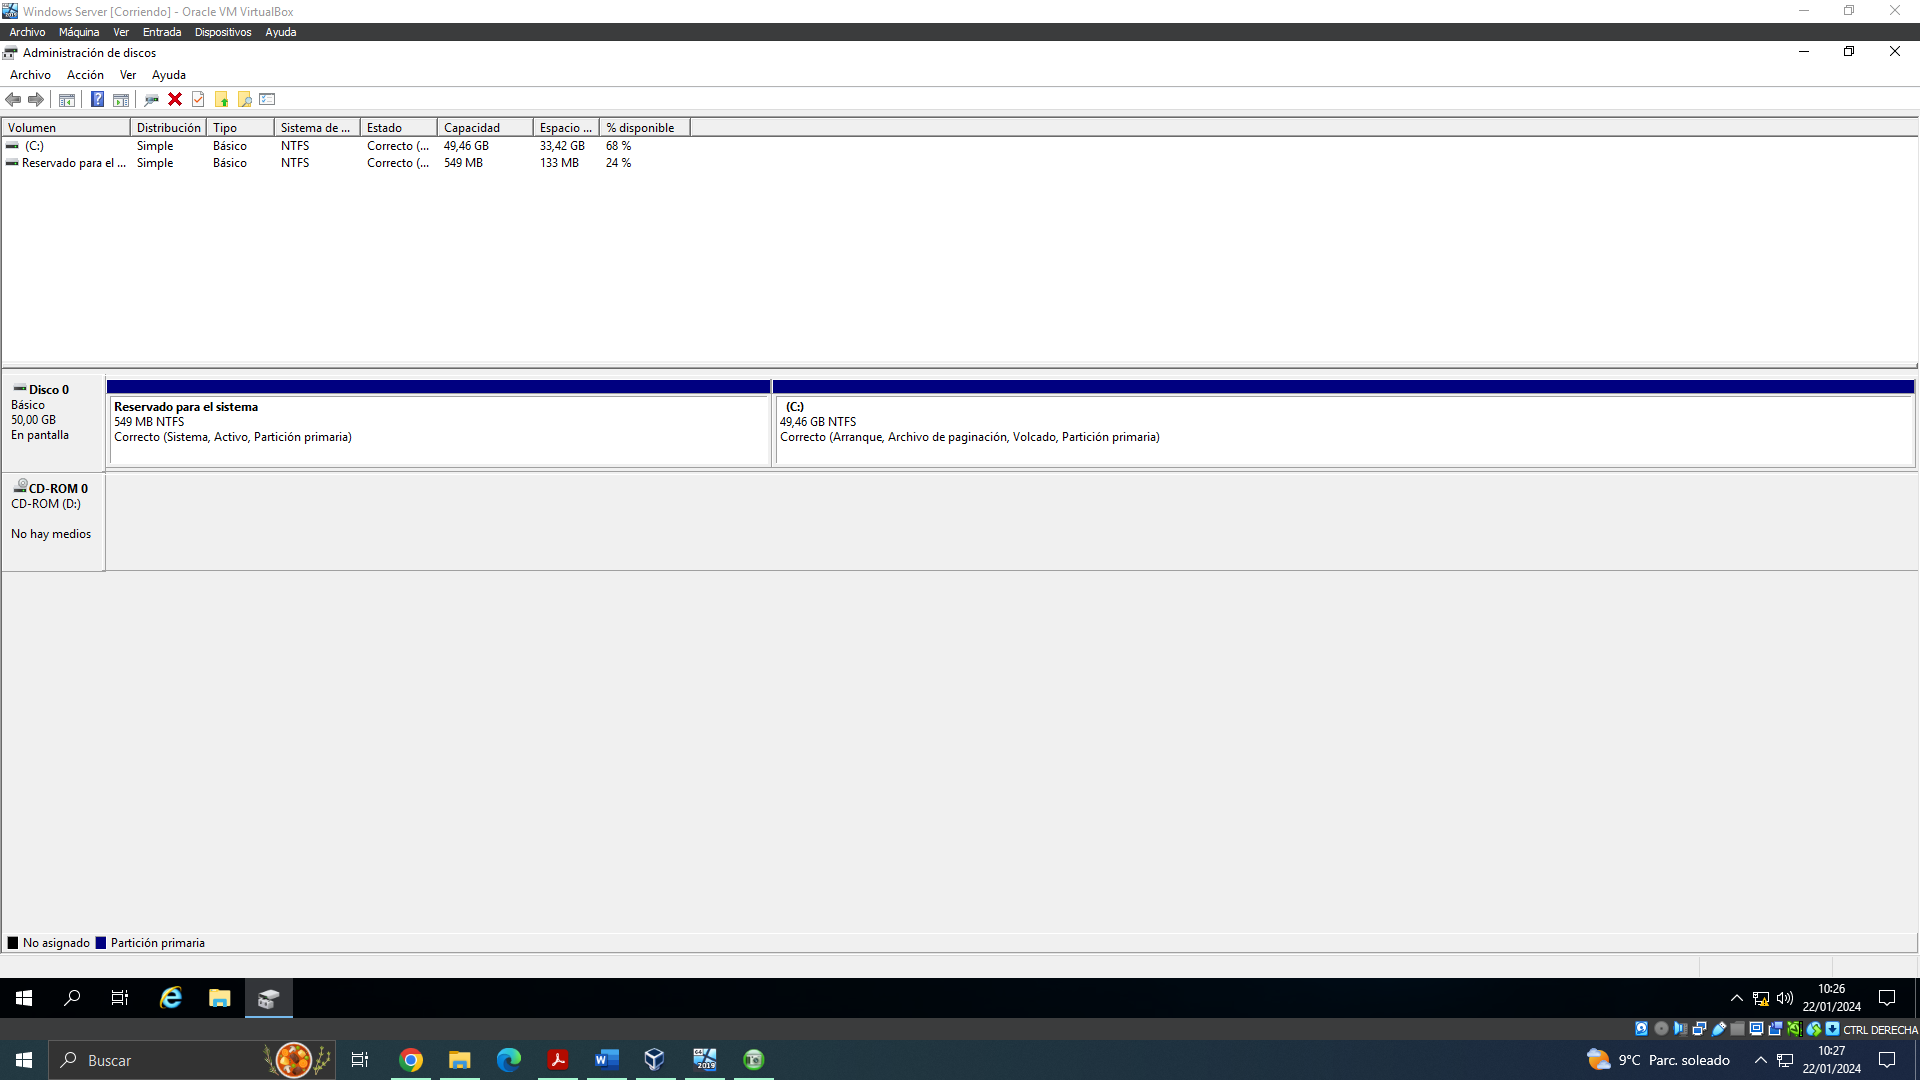 Windows Server [Corriendo] - Oracle VM VirtualBox
Archivo Máquina Ver Entrada Dispositivos Ayuda
Administración de discos
Archivo Acción Ver Ayuda
Volumen Distribución Tipo Sistema de ... Estado Capacidad Espacio ... % disponible
(C:) Simple Básico NTFS Correcto (... 49,46 GB 33,42 GB 68 %
Reservado para el ... Simple Básico NTFS Correcto (... 549 MB 133 MB 24 %
Disco 0
Básico
50,00 GB
En pantalla
Reservado para el sistema
549 MB NTFS
Correcto (Sistema, Activo, Partición primaria)
(C:)
49,46 GB NTFS
Correcto (Arranque, Archivo de paginación, Volcado, Partición primaria)
CD-ROM 0
CD-ROM (D:)
No hay medios
No asignado Partición primaria
10:26
22/01/2024
CTRL DERECHA
Buscar
2019
9°C Parc. soleado
10:27
22/01/2024